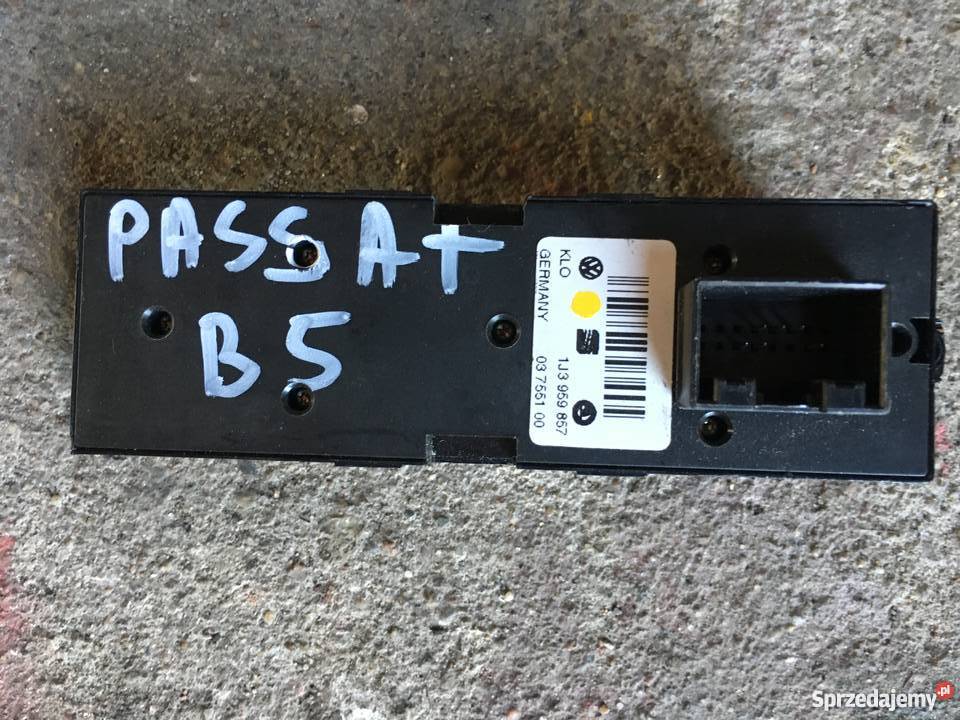 PASSAT
B5
KLO
GERMANY
1J3 959 857
03 7551 00
Sprzedajemy.pl